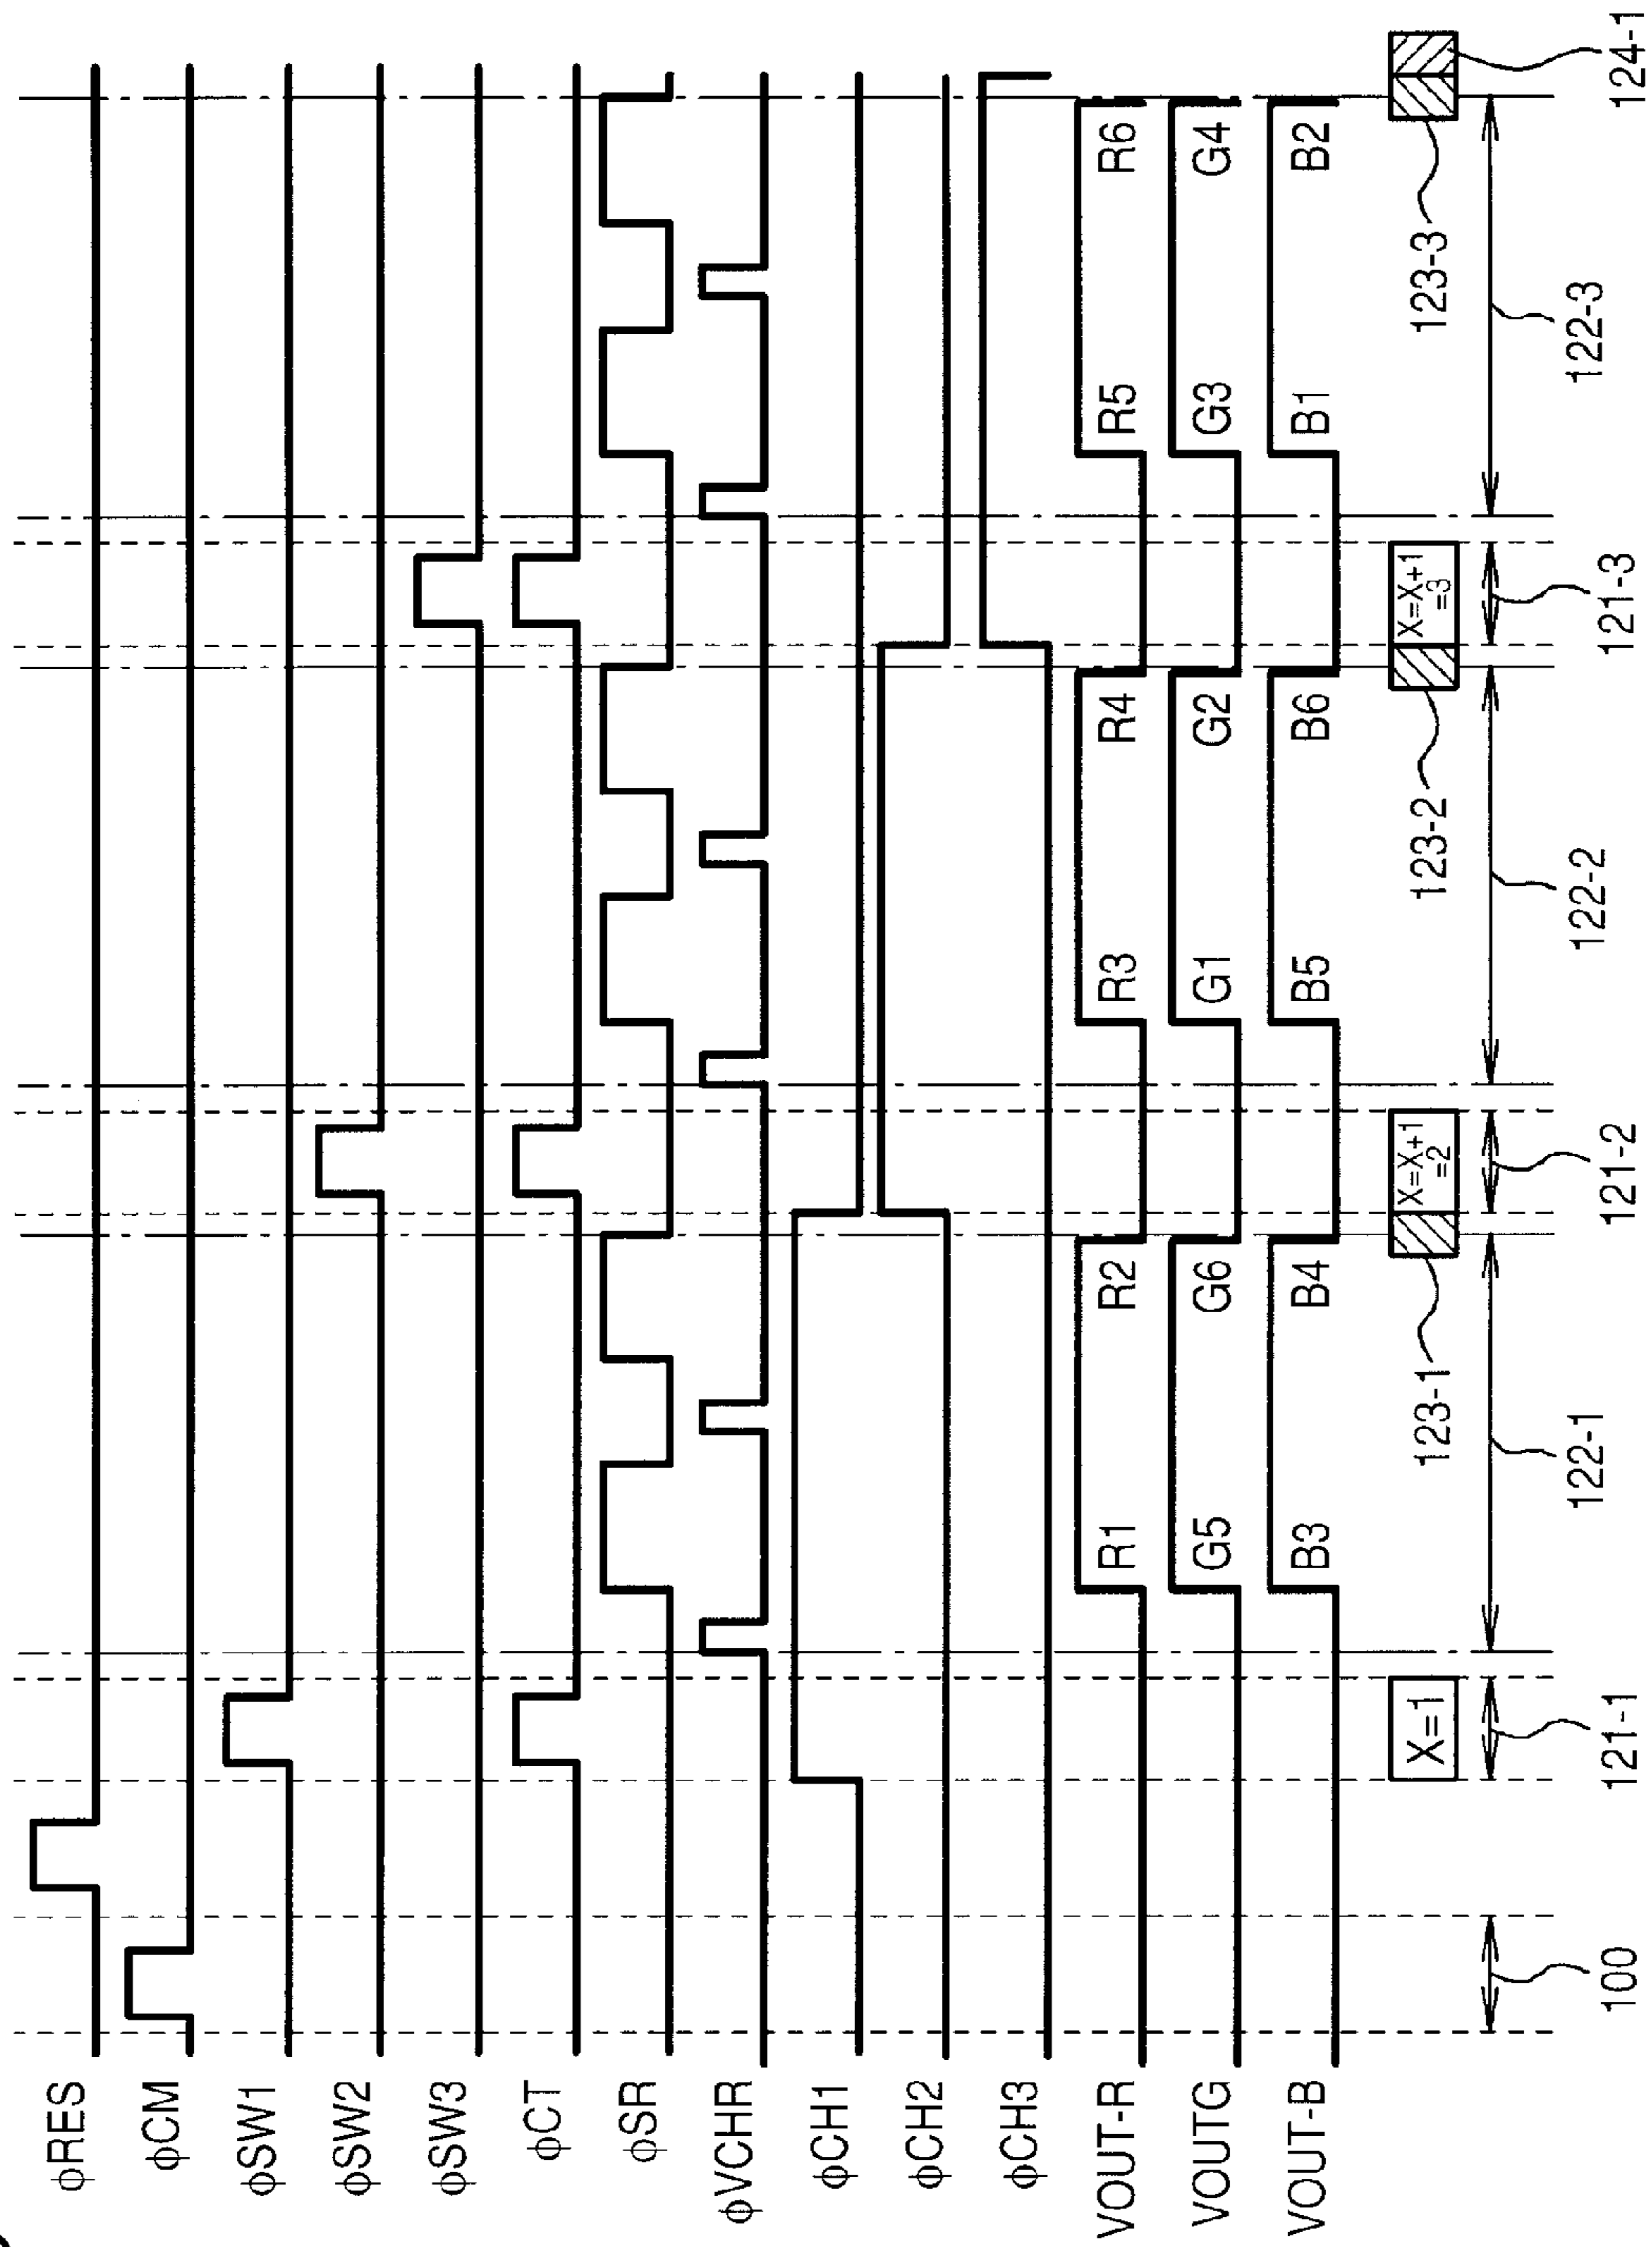 φRES
φCM
φSW1
φSW2
φSW3
φCT
φSR
φVCHR
φCH1
φCH2
φCH3
VOUT-R R1 R2 R3 R4 R5 R6
VOUTG G5 G6 G1 G2 G3 G4
VOUT-B B3 B4 B5 B6 B1 B2
X=1 X=X+1 X=X+1
=2 =3
123-1 123-2 123-3
100 121-1 122-1 121-2 122-2 121-3 122-3 124-1